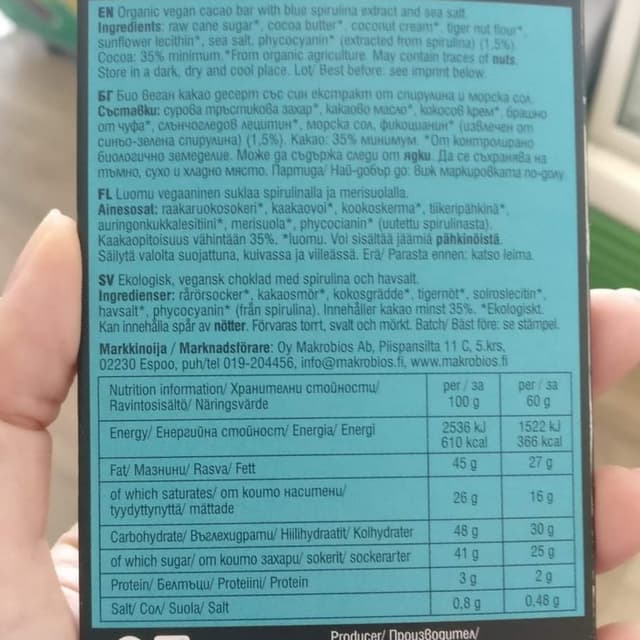 EN Organic vegan cacao bar with blue spirulina extract and sea salt.
Ingredients: raw cane sugar*, cocoa butter*, coconut cream*, tiger nut flour*,
sunflower lecithin*, sea salt, phycocyanin* (extracted from spirulina) (1,5%).
Cocoa: 35% minimum. *From organic agriculture. May contain traces of nuts.
Store in a dark, dry and cool place. Lot/ Best before: see imprint below.
БГ Био веган какао десерт със син екстракт от спирулина и морска сол.
Съставки: сурова тръстикова захар*, какаово масло*, кокосов крем*, брашно
от чуфа*, слънчогледов лецитин*, морска сол, фикоцианин* (извлечен от
синьо-зелена спирулина) (1,5%). Какао: 35% минимум. *От контролирано
биологично земеделие. Може да съдържа следи от ядки. Да се съхранява на
тъмно, сухо и хладно място. Партида/ Най-добър до: Виж маркировката по-долу.
FL Luomu vegaaninen suklaa spirulinalla ja merisuolalla.
Ainesosat: raakaruokosokeri*, kaakaovoi*, kookoskerma*, tiikeripähkinä*,
auringonkukkalesitiini*, merisuola*, phycocianin* (uutettu spirulinasta).
Kaakaopitoisuus vähintään 35%. *luomu. Voi sisältää jäämiä pähkinöistä.
Säilytä valolta suojattuna, kuivassa ja viileässä. Erä/ Parasta ennen: katso leima.
SV Ekologisk, vegansk choklad med spirulina och havsalt.
Ingredienser: rårörsocker*, kakaosmör*, kokosgrädde*, tigernöt*, solroslecitin*,
havsalt*, phycocyanin* (från spirulina). Innehåller kakao minst 35%. *Ekologiskt.
Kan innehålla spår av nötter. Förvaras torrt, svalt och mörkt. Batch/ Bäst före: se stämpel.
Markkinoija / Marknadsförare: Oy Makrobios Ab, Piispansilta 11 C, 5.krs,
02230 Espoo, puh/tel 019-204456, info@makrobios.fi, www.makrobios.fi
Nutrition information/ Хранителни стойности/ Ravintosisältö/ Näringsvärde per / за 100 g per / за 60 g
Energy/ Енергийна стойност/ Energia/ Energi 2536 kJ 610 kcal 1522 kJ 366 kcal
Fat/ Мазнини/ Rasva/ Fett 45 g 27 g
of which saturates/ от които наситени/ tyydyttynyttä/ mättade 26 g 16 g
Carbohydrate/ Въглехидрати/ Hiilihydraatit/ Kolhydrater 48 g 30 g
of which sugar/ от които захари/ sokerit/ sockerarter 41 g 25 g
Protein/ Белтъци/ Proteiini/ Protein 3 g 2 g
Salt/ Сол/ Suola/ Salt 0,8 g 0,48 g
Producer/ Производител/